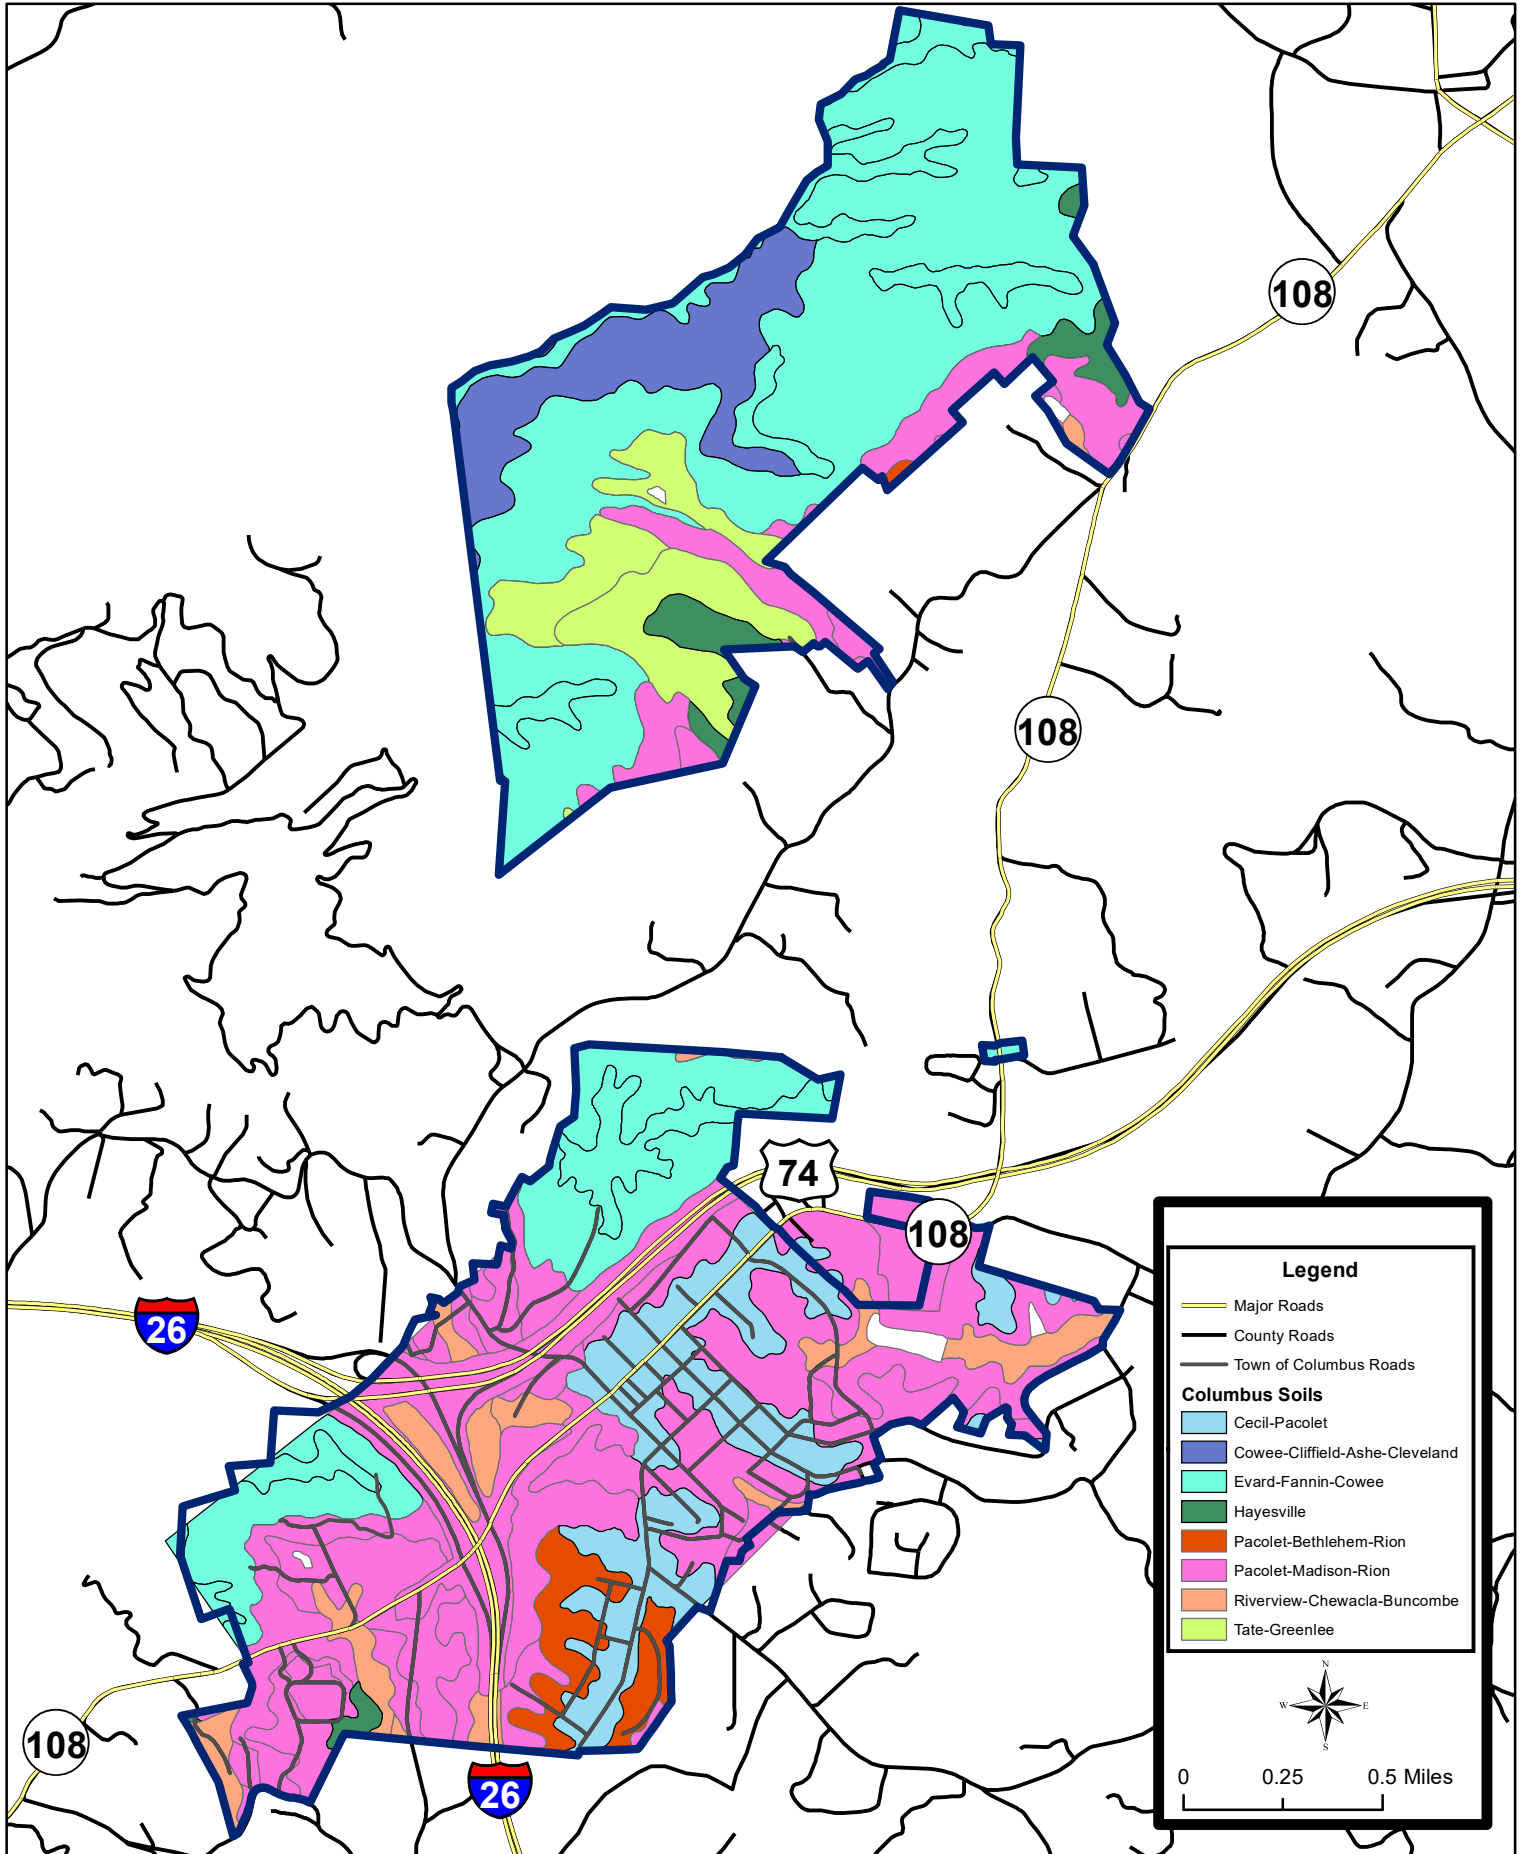 108
108
74
108
26
Legend
Major Roads
County Roads
Town of Columbus Roads
Columbus Soils
Cecil-Pacolet
Cowee-Cliffield-Ashe-Cleveland
Evard-Fannin-Cowee
Hayesville
Pacolet-Bethlehem-Rion
Pacolet-Madison-Rion
Riverview-Chewacla-Buncombe
Tate-Greenlee
N
W E
S
108
26
0 0.25 0.5 Miles